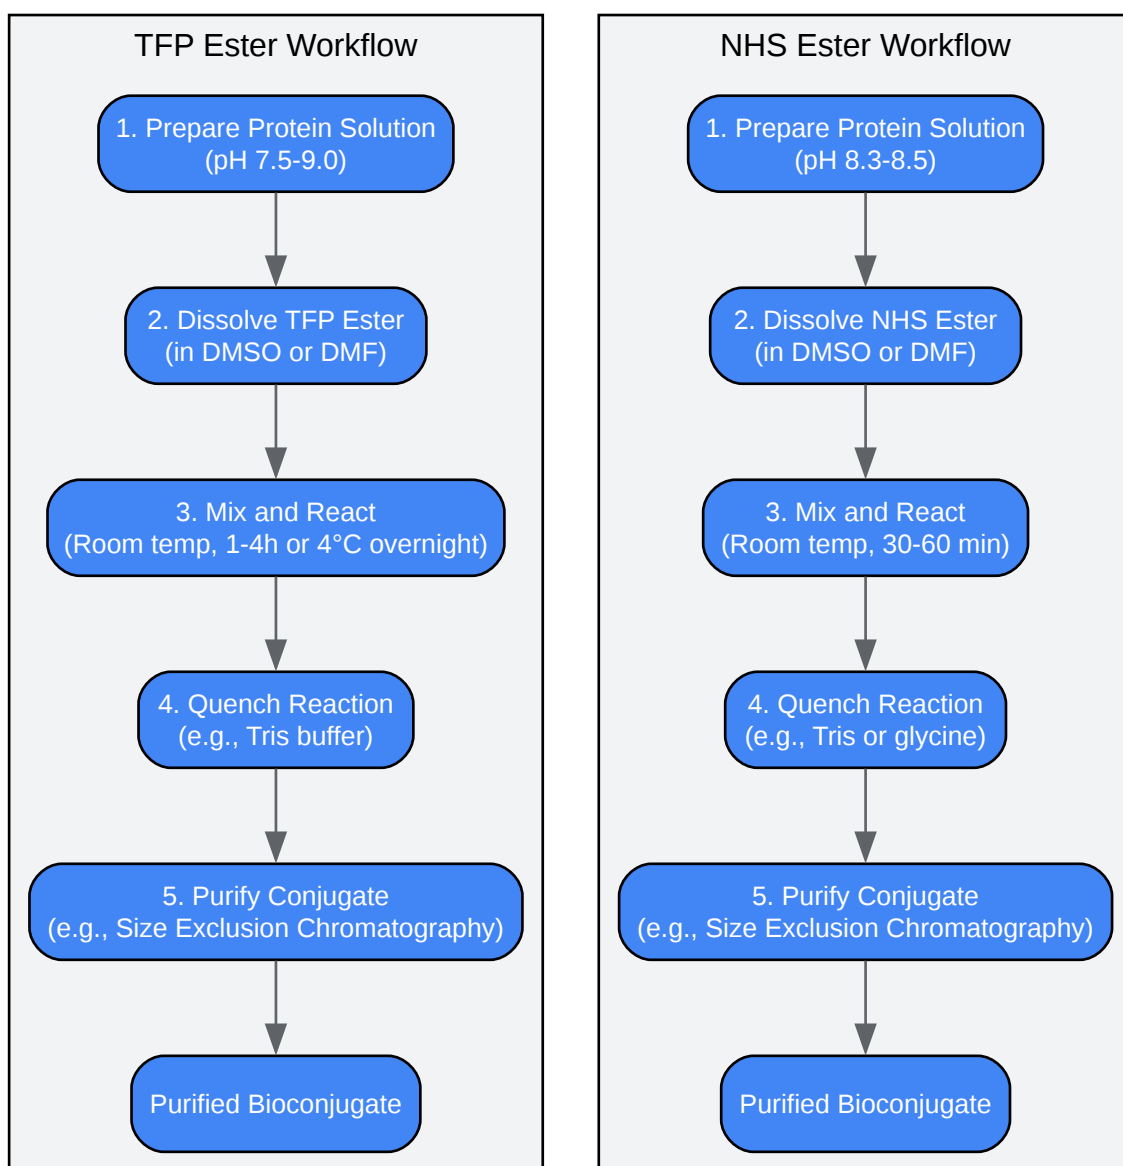 TFP Ester Workflow
1. Prepare Protein Solution
(pH 7.5-9.0)
2. Dissolve TFP Ester
(in DMSO or DMF)
3. Mix and React
(Room temp, 1-4h or 4°C overnight)
4. Quench Reaction
(e.g., Tris buffer)
5. Purify Conjugate
(e.g., Size Exclusion Chromatography)
Purified Bioconjugate
NHS Ester Workflow
1. Prepare Protein Solution
(pH 8.3-8.5)
2. Dissolve NHS Ester
(in DMSO or DMF)
3. Mix and React
(Room temp, 30-60 min)
4. Quench Reaction
(e.g., Tris or glycine)
5. Purify Conjugate
(e.g., Size Exclusion Chromatography)
Purified Bioconjugate